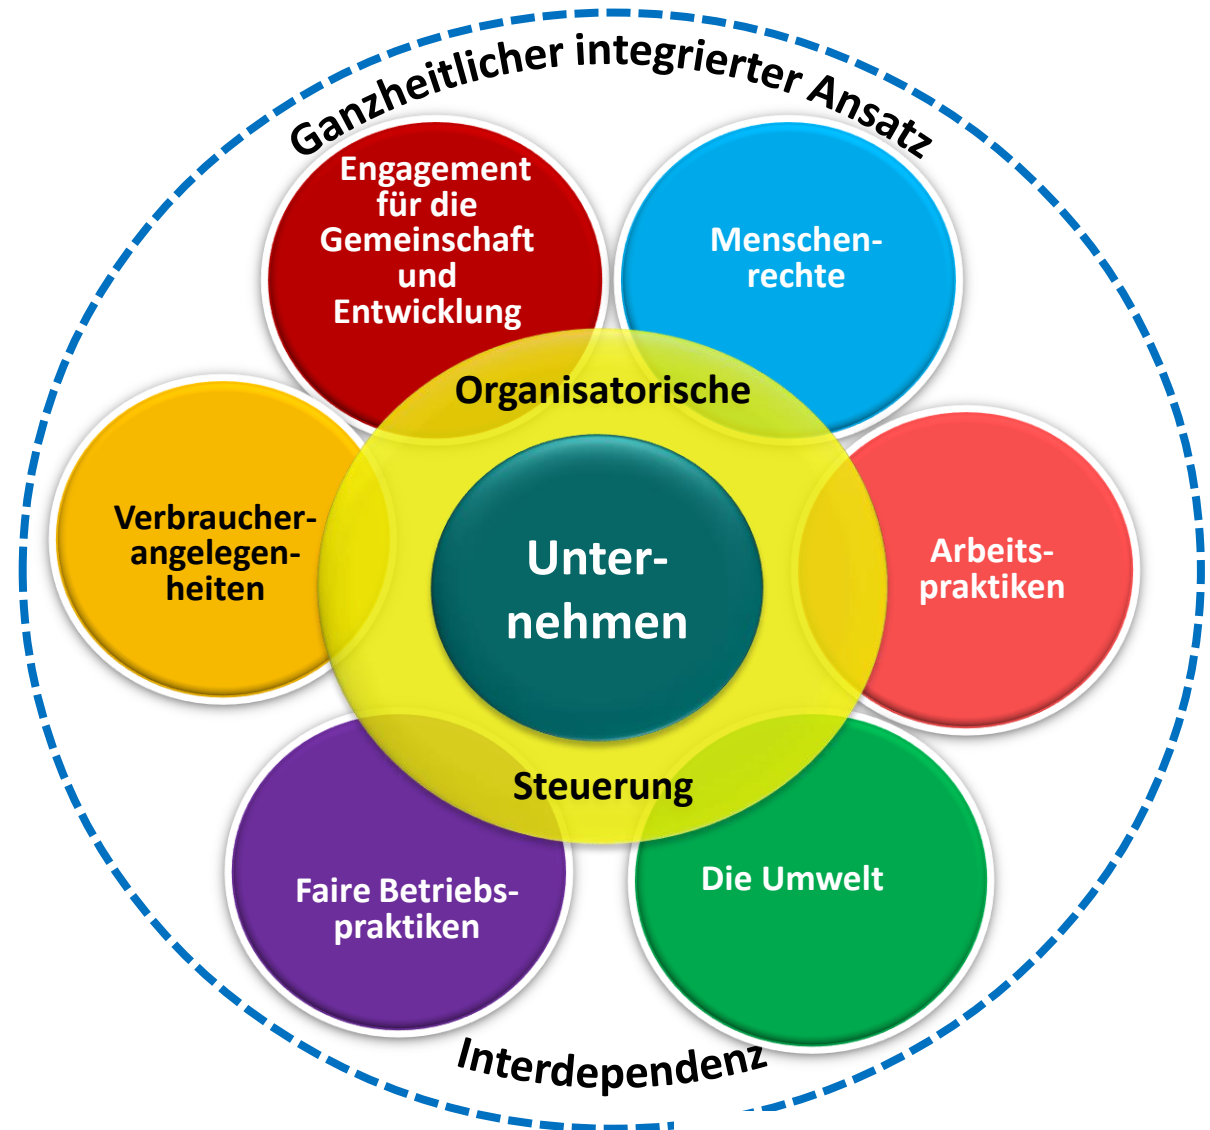 Ganzheitlicher integrierter Ansatz
Engagement
für die
Gemeinschaft
und
Entwicklung
Menschen-
rechte
Organisatorische
Verbraucher-
angelegen-
heiten
Unter-
nehmen
Arbeits-
praktiken
Steuerung
Faire Betriebs-
praktiken
Die Umwelt
Interdependenz